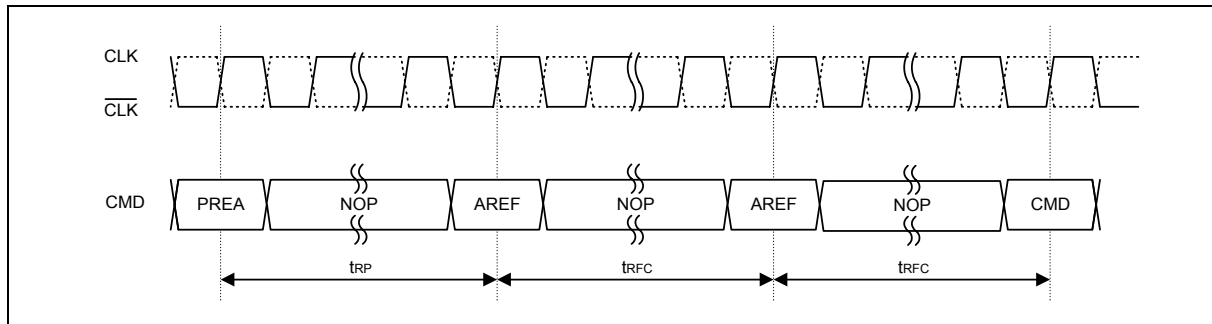 CLK
CLK
CMD PREA NOP AREF NOP AREF NOP CMD
tRP tRFC tRFC